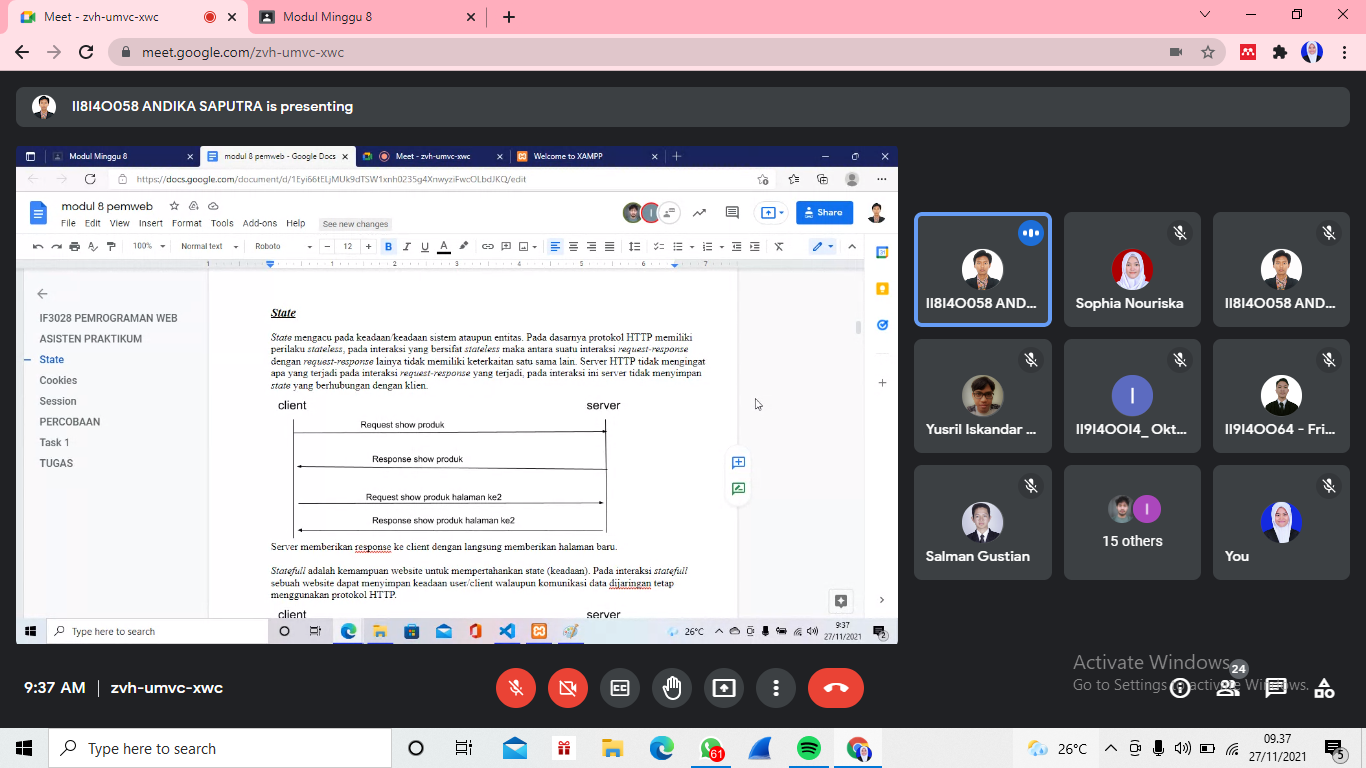 Meet - zvh-umvc-xwc
Modul Minggu 8
meet.google.com/zvh-umvc-xwc
II8I4O058 ANDIKA SAPUTRA is presenting
Modul Minggu 8
modul 8 pemweb - Google Docs
Meet - zvh-umvc-xwc
Welcome to XAMPP
modul 8 pemweb
File Edit View Insert Format Tools Add-ons Help
See new changes
Share
100%
Normal text
Roboto
12
1 1 2 3 4 5 6 7
IF3028 PEMROGRAMAN WEB
ASISTEN PRAKTIKUM
State
Cookies
Session
PERCOBAAN
Task 1
TUGAS
State
State mengacu pada keadaan/keadaan sistem ataupun entitas. Pada dasarnya protokol HTTP memiliki
perilaku stateless, pada interaksi yang bersifat stateless maka antara suatu interaksi request-response
dengan request-response lainya tidak memiliki keterkaitan satu sama lain. Server HTTP tidak mengingat
apa yang terjadi pada interaksi request-response yang terjadi, pada interaksi ini server tidak menyimpan
state yang berhubungan dengan klien.
client server
Request show produk
Response show produk
Request show produk halaman ke2
Response show produk halaman ke2
Server memberikan response ke client dengan langsung memberikan halaman baru.
Statefull adalah kemampuan website untuk mempertahankan state (keadaan). Pada interaksi statefull
sebuah website dapat menyimpan keadaan user/client walaupun komunikasi data dijaringan tetap
menggunakan protokol HTTP.
client server
Type here to search
26°C
9:37
27/11/2021
2
II8I4O058 AND...
Sophia Nouriska
II8I4O058 AND...
Yusril Iskandar ...
I
II9I4OOI4_ Okt...
II9I4OO64 - Fri...
Salman Gustian
I
15 others
You
9:37 AM | zvh-umvc-xwc
Activate Windows
Go to Settings to activate Windows.
24
Type here to search
61
26°C
09.37
27/11/2021
5